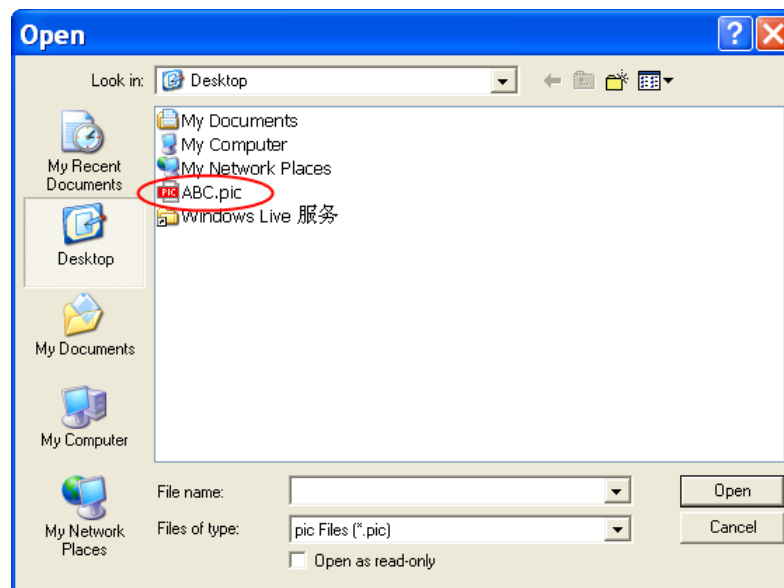 Open
Look in: Desktop
My Recent
Documents
Desktop
My Documents
My Computer
My Network
Places
My Documents
My Computer
My Network Places
PIC ABC.pic
Windows Live 服务
File name:
Open
Files of type: pic Files (*.pic)
Cancel
Open as read-only